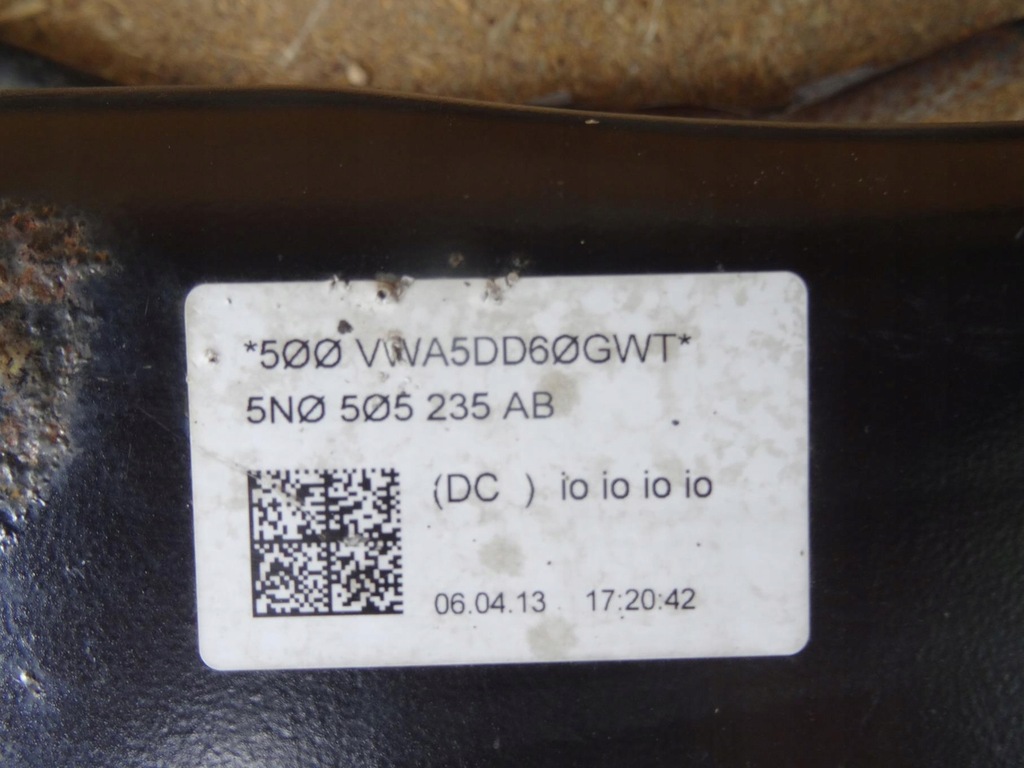 *5ØØ VWA5DD6ØGWT*
5NØ 5Ø5 235 AB
(DC ) io io io io
06.04.13 17:20:42